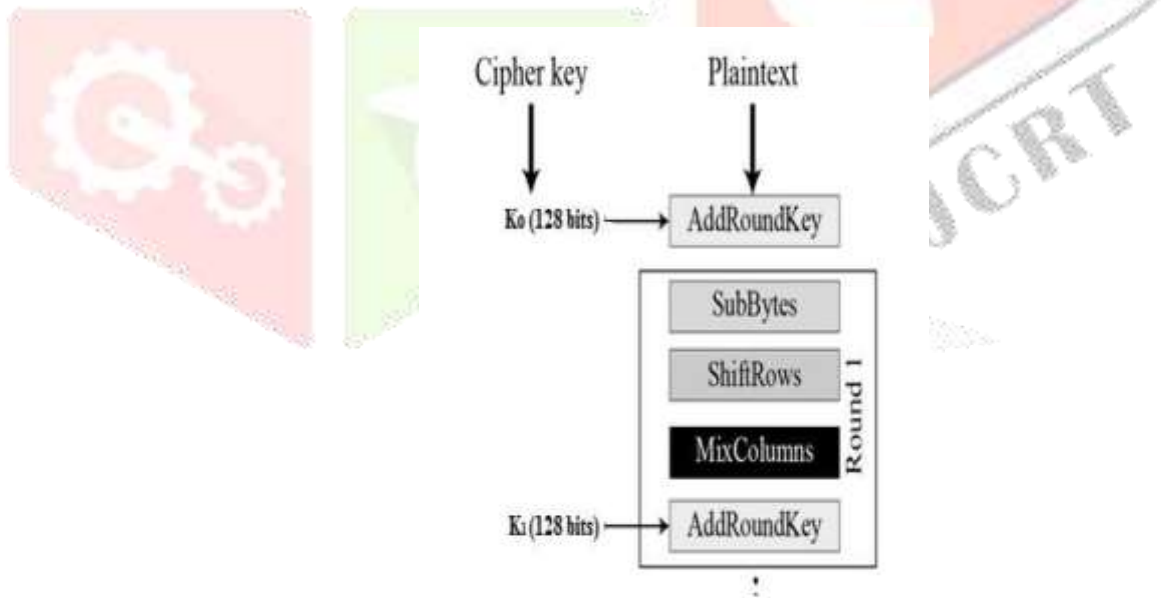 Cipher key
Plaintext
K0 (128 bits)
AddRoundKey
SubBytes
ShiftRows
MixColumns
Round 1
K1 (128 bits)
AddRoundKey